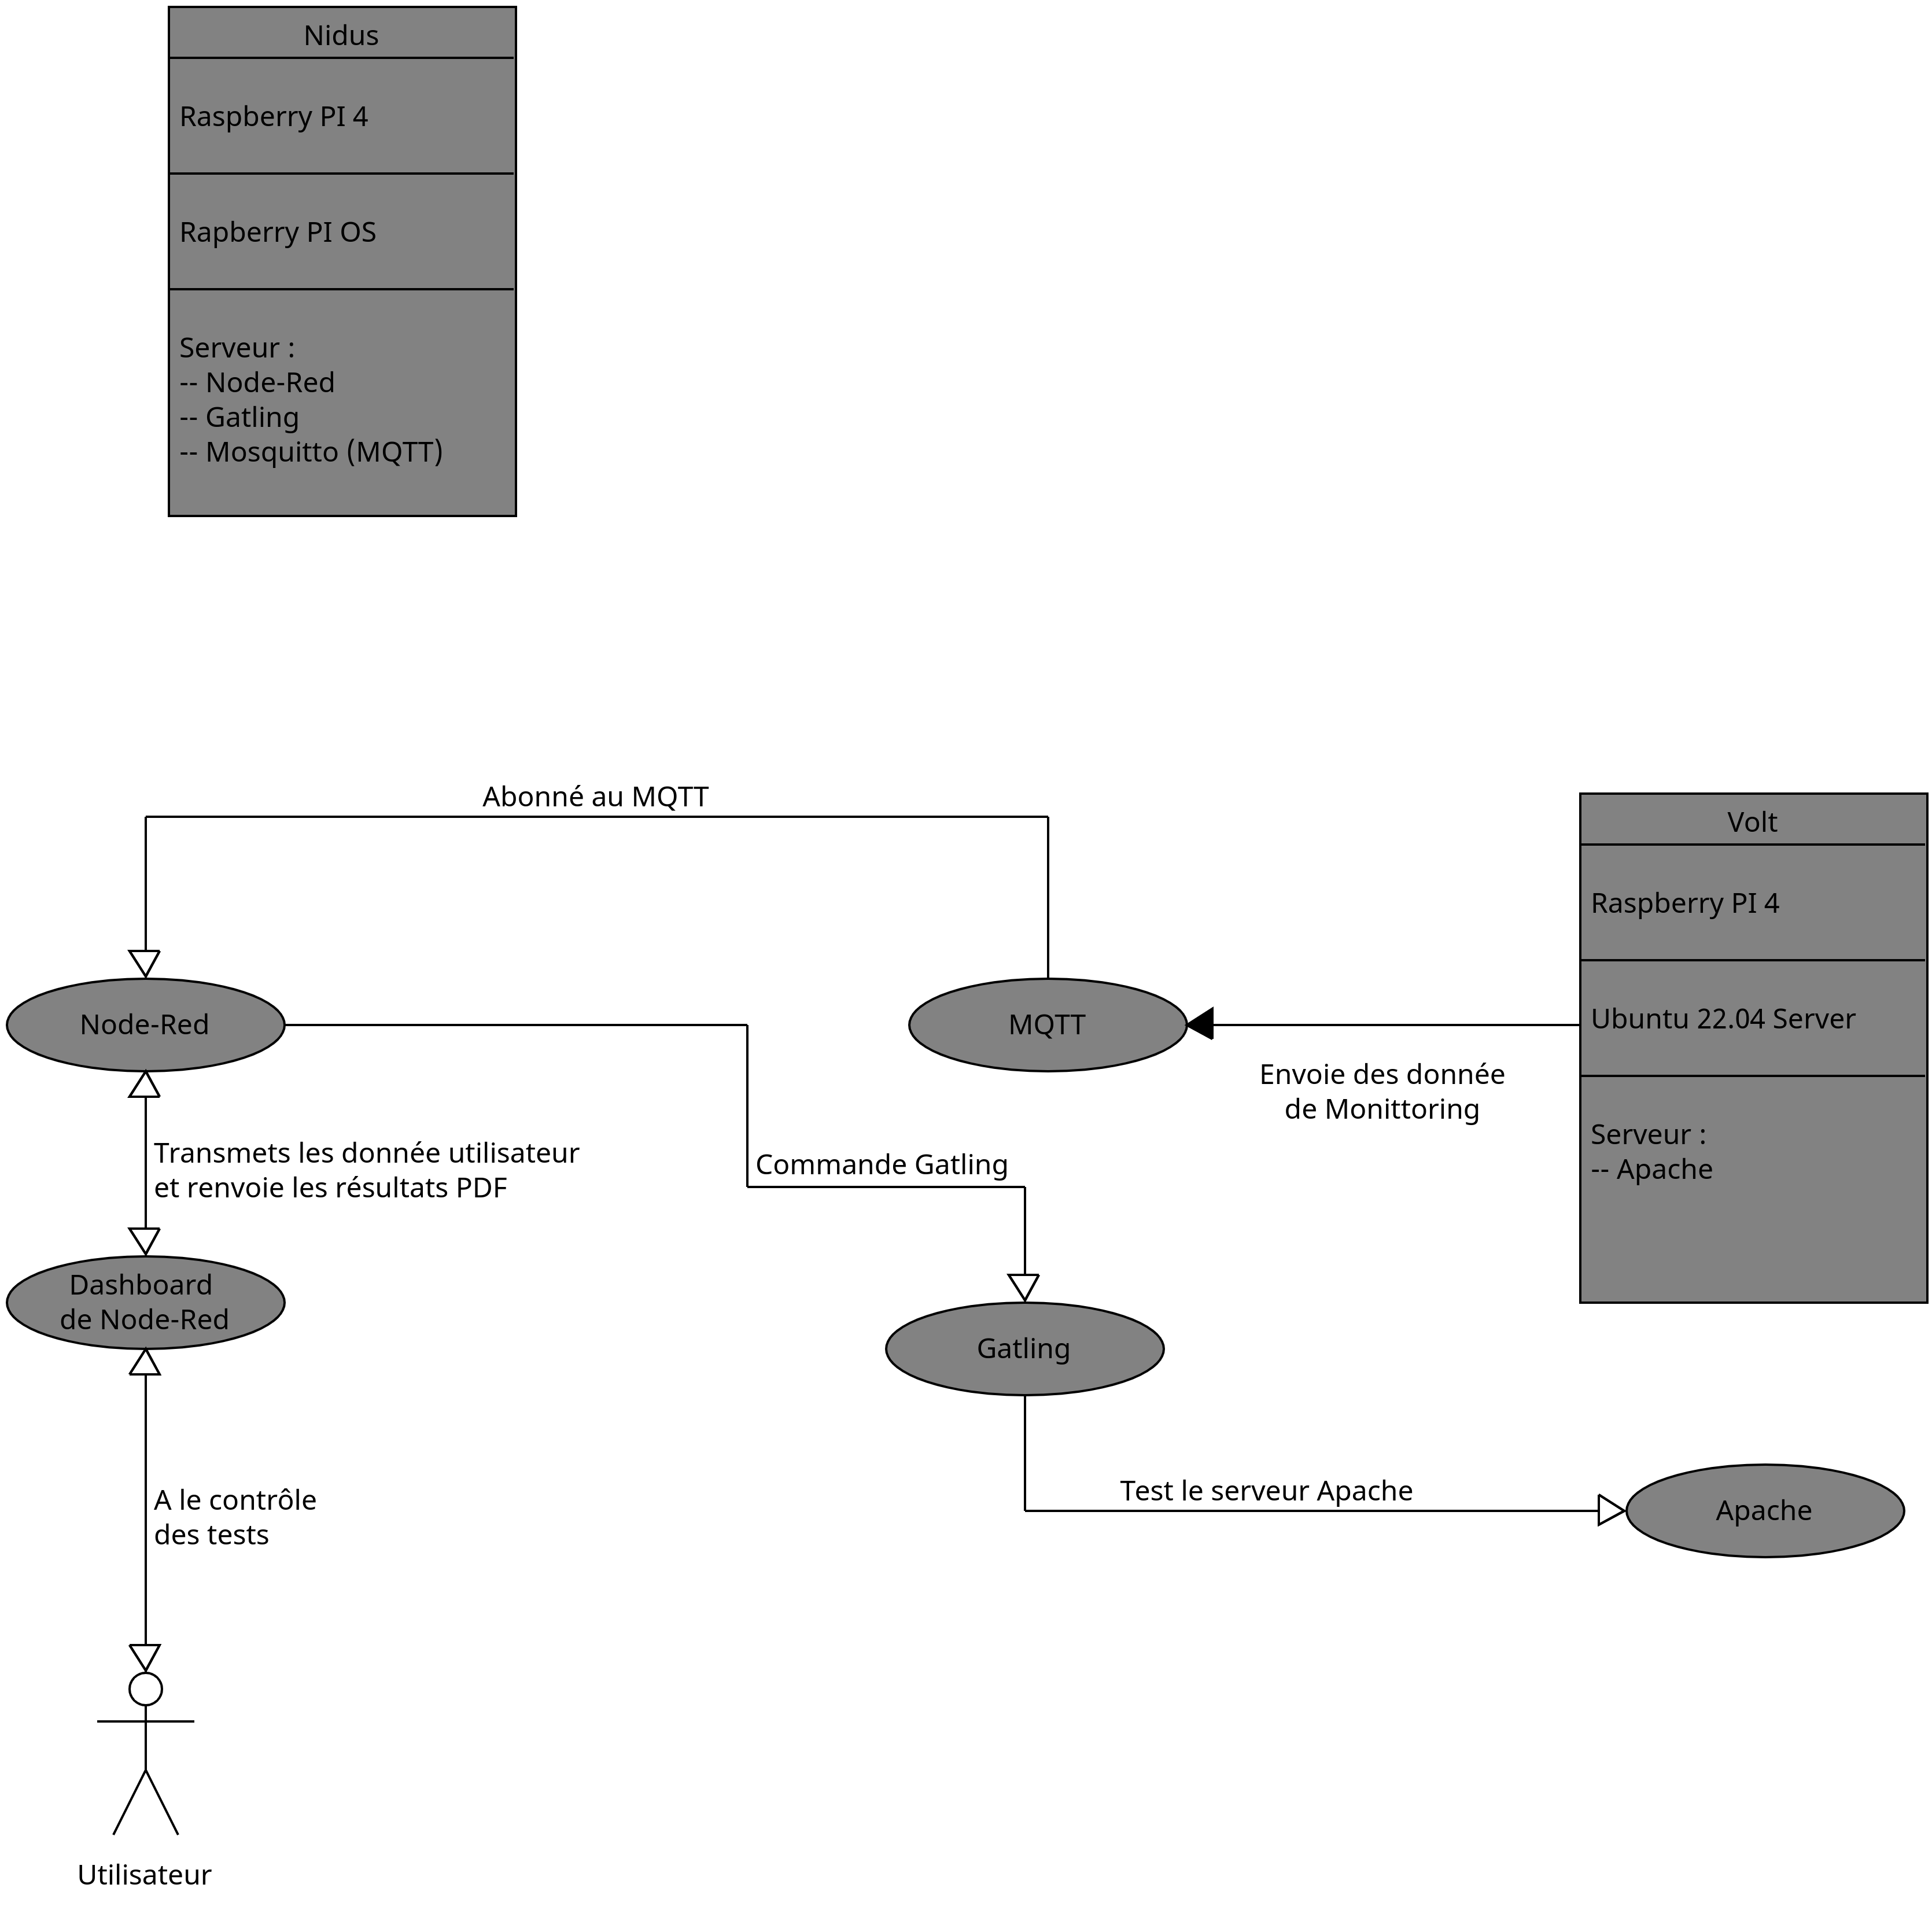 Nidus
Raspberry PI 4
Rapberry PI OS
Serveur :
-- Node-Red
-- Gatling
-- Mosquitto (MQTT)
Abonné au MQTT
Volt
Raspberry PI 4
Ubuntu 22.04 Server
Serveur :
-- Apache
Node-Red
MQTT
Envoie des donnée
de Monittoring
Transmets les donnée utilisateur
et renvoie les résultats PDF
Commande Gatling
Dashboard
de Node-Red
Gatling
A le contrôle
des tests
Test le serveur Apache
Apache
Utilisateur